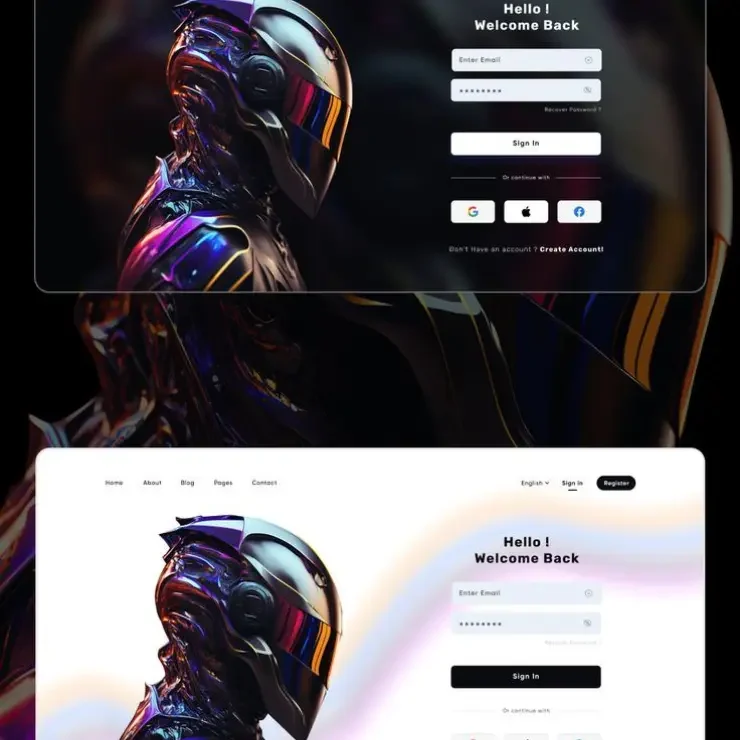 Hello !
Welcome Back
Enter Email
Recover Password ?
Sign In
Or continue with
Don't Have an account ? Create Account!
Home About Blog Pages Contact English Sign in Register
Hello !
Welcome Back
Enter Email
Recover Password ?
Sign In
Or continue with